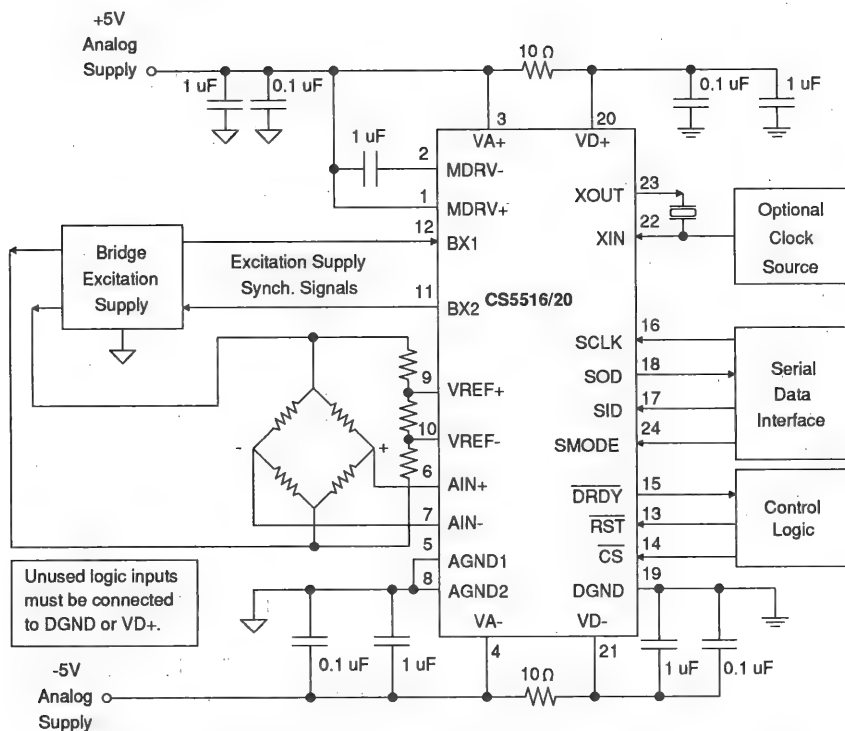 +5V
Analog
Supply
1 uF
0.1 uF
10 Ω
0.1 uF
1 uF
3
20
1 uF
VA+
VD+
2
MDRV-
1
MDRV+
23
XOUT
22
XIN
Optional
Clock
Source
12
BX1
Bridge
Excitation
Supply
Excitation Supply
Synch. Signals
11
BX2
CS5516/20
16
SCLK
18
SOD
17
SID
24
SMODE
Serial
Data
Interface
9
VREF+
10
VREF-
-
+
6
AIN+
7
AIN-
15
DRDY
13
RST
14
CS
Control
Logic
5
AGND1
8
AGND2
19
DGND
Unused logic inputs
must be connected
to DGND or VD+.
VA-
VD-
4
21
0.1 uF
1 uF
10 Ω
1 uF
0.1 uF
-5V
Analog
Supply